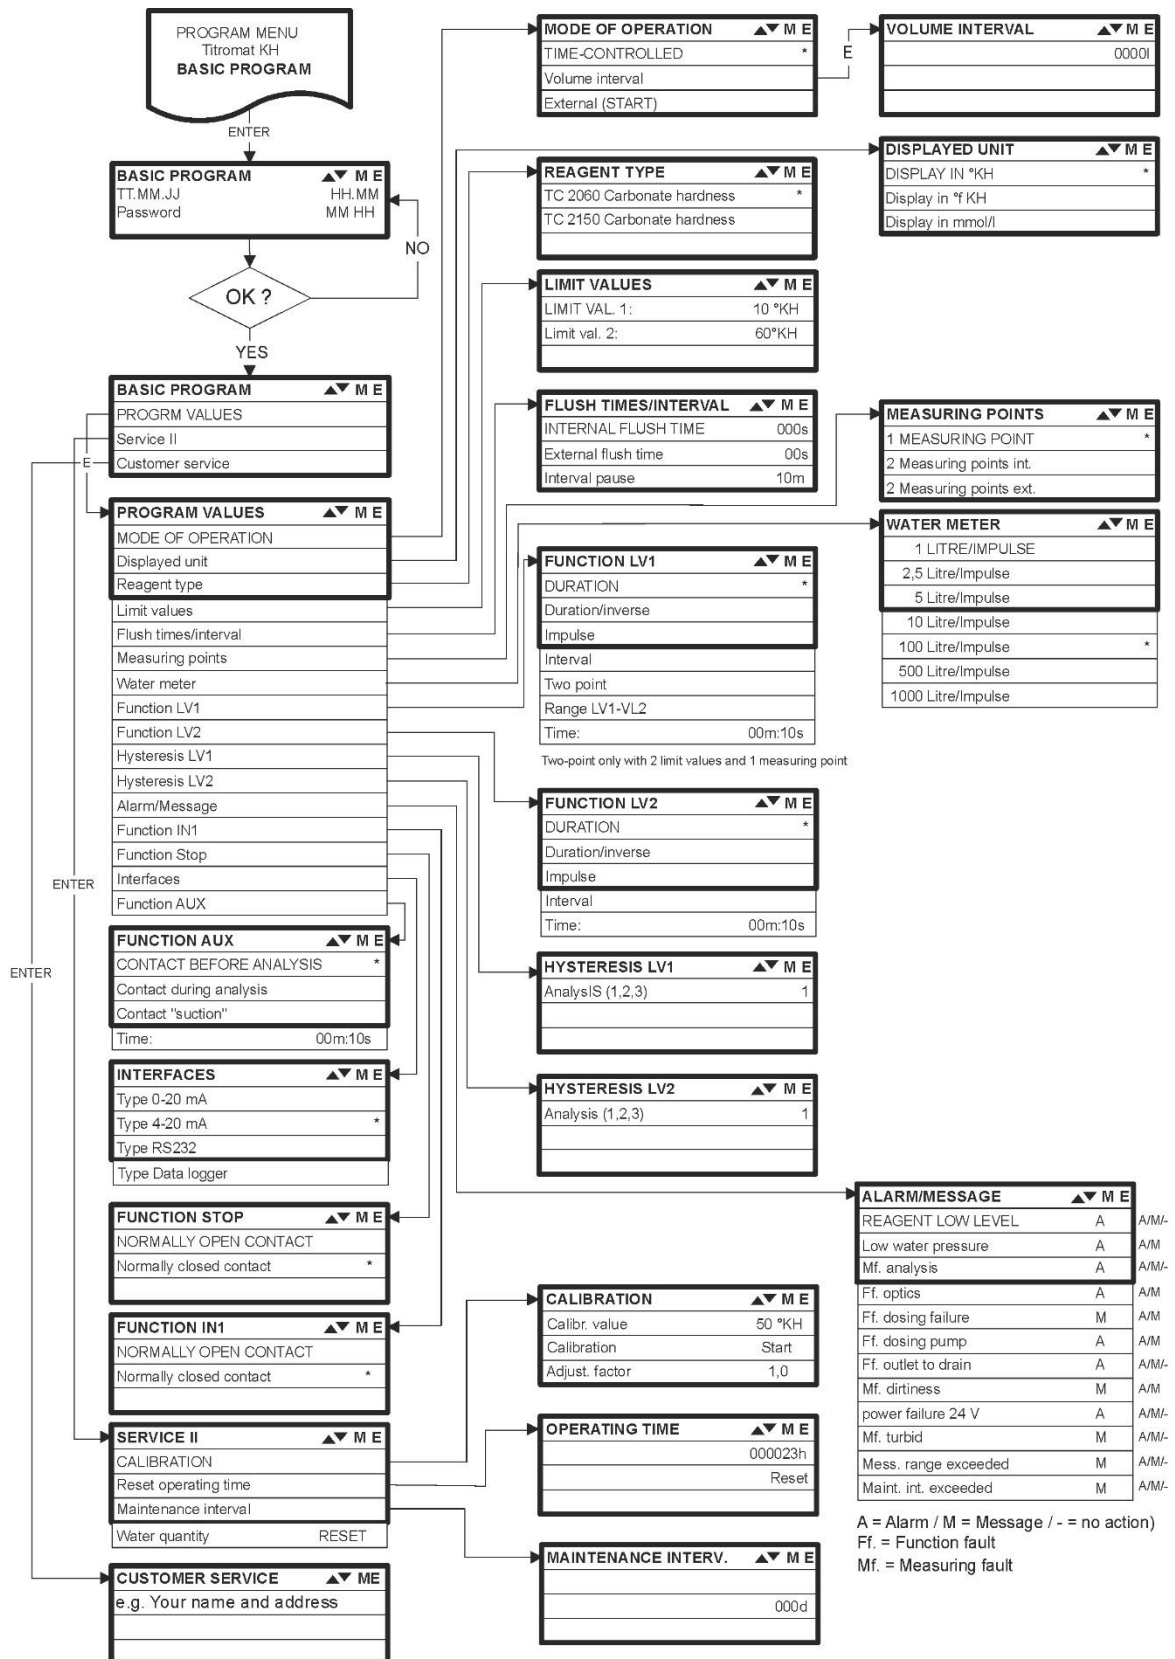 PROGRAM MENU
Titromat KH
BASIC PROGRAM
ENTER
BASIC PROGRAM ▲▼ M E
TT.MM.JJ HH.MM
Password MM HH
NO
OK ?
YES
BASIC PROGRAM ▲▼ M E
PROGRM VALUES
Service II
Customer service
E
PROGRAM VALUES ▲▼ M E
MODE OF OPERATION
Displayed unit
Reagent type
Limit values
Flush times/interval
Measuring points
Water meter
Function LV1
Function LV2
Hysteresis LV1
Hysteresis LV2
Alarm/Message
Function IN1
Function Stop
Interfaces
Function AUX
ENTER
ENTER
FUNCTION AUX ▲▼ M E
CONTACT BEFORE ANALYSIS *
Contact during analysis
Contact "suction"
Time: 00m:10s
INTERFACES ▲▼ M E
Type 0-20 mA
Type 4-20 mA *
Type RS232
Type Data logger
FUNCTION STOP ▲▼ M E
NORMALLY OPEN CONTACT
Normally closed contact *
FUNCTION IN1 ▲▼ M E
NORMALLY OPEN CONTACT
Normally closed contact *
SERVICE II ▲▼ M E
CALIBRATION
Reset operating time
Maintenance interval
Water quantity RESET
CUSTOMER SERVICE ▲▼ ME
e.g. Your name and address
MODE OF OPERATION ▲▼ M E
TIME-CONTROLLED *
Volume interval
External (START)
E
VOLUME INTERVAL ▲▼ M E
0000l
DISPLAYED UNIT ▲▼ M E
DISPLAY IN °KH *
Display in °f KH
Display in mmol/l
REAGENT TYPE ▲▼ M E
TC 2060 Carbonate hardness *
TC 2150 Carbonate hardness
LIMIT VALUES ▲▼ M E
LIMIT VAL. 1: 10 °KH
Limit val. 2: 60°KH
FLUSH TIMES/INTERVAL ▲▼ M E
INTERNAL FLUSH TIME 000s
External flush time 00s
Interval pause 10m
MEASURING POINTS ▲▼ M E
1 MEASURING POINT *
2 Measuring points int.
2 Measuring points ext.
WATER METER ▲▼ M E
1 LITRE/IMPULSE
2,5 Litre/Impulse
5 Litre/Impulse
10 Litre/Impulse
100 Litre/Impulse *
500 Litre/Impulse
1000 Litre/Impulse
FUNCTION LV1 ▲▼ M E
DURATION *
Duration/inverse
Impulse
Interval
Two point
Range LV1-VL2
Time: 00m:10s
Two-point only with 2 limit values and 1 measuring point
FUNCTION LV2 ▲▼ M E
DURATION *
Duration/inverse
Impulse
Interval
Time: 00m:10s
HYSTERESIS LV1 ▲▼ M E
AnalysIS (1,2,3) 1
HYSTERESIS LV2 ▲▼ M E
Analysis (1,2,3) 1
ALARM/MESSAGE ▲▼ M E
REAGENT LOW LEVEL A A/M/-
Low water pressure A A/M
Mf. analysis A A/M/-
Ff. optics A A/M
Ff. dosing failure M A/M
Ff. dosing pump A A/M
Ff. outlet to drain A A/M/-
Mf. dirtiness M A/M
power failure 24 V A A/M/-
Mf. turbid M A/M/-
Mess. range exceeded M A/M/-
Maint. int. exceeded M A/M/-
A = Alarm / M = Message / - = no action)
Ff. = Function fault
Mf. = Measuring fault
CALIBRATION ▲▼ M E
Calibr. value 50 °KH
Calibration Start
Adjust. factor 1,0
OPERATING TIME ▲▼ M E
000023h
Reset
MAINTENANCE INTERV. ▲▼ M E
000d